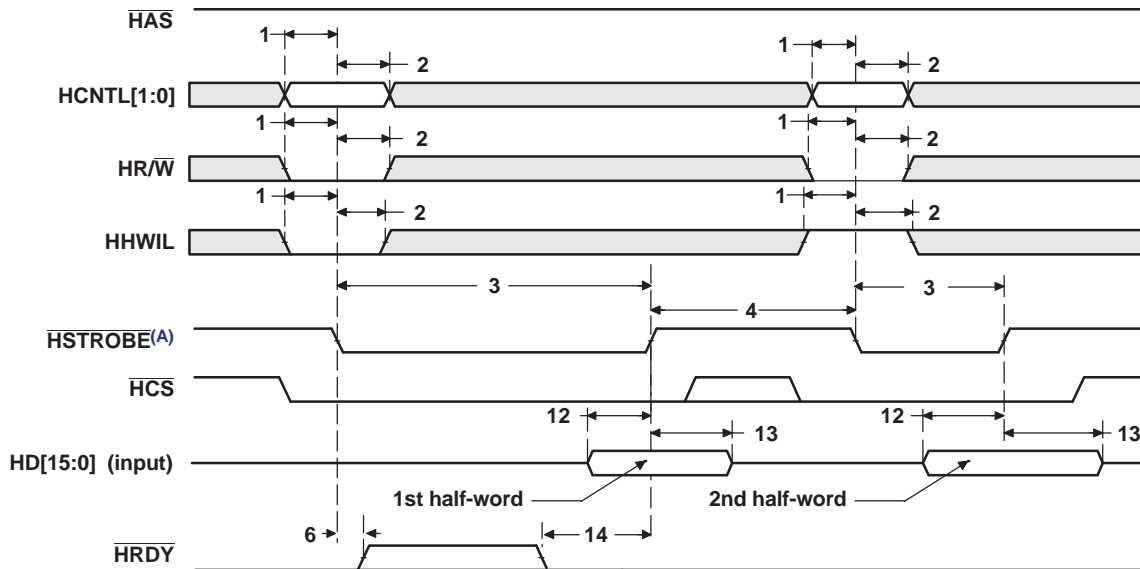 HAS
1
2
1
2
HCNTL[1:0]
1
2
1
2
HR/W
1
2
1
2
HHWIL
3
4
3
HSTROBE(A)
HCS
12
13
12
13
HD[15:0] (input)
1st half-word
2nd half-word
6
14
HRDY